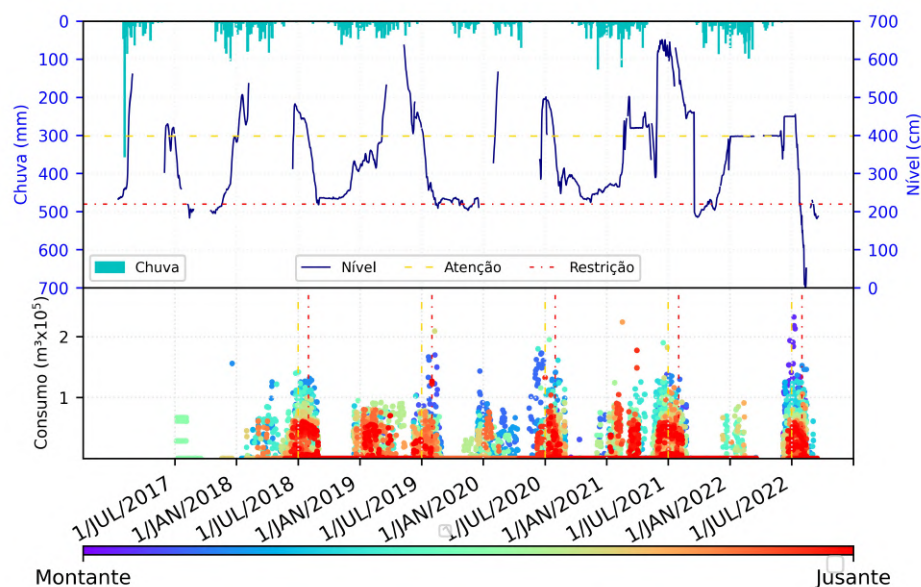 0
100
200
300
400
500
600
700
Chuva (mm)
700
600
500
400
300
200
100
0
Nível (cm)
Chuva
Nível
Atenção
Restrição
2
1
Consumo (m³x10⁵)
1/JUL/2017
1/JAN/2018
1/JUL/2018
1/JAN/2019
1/JUL/2019
1/JAN/2020
1/JUL/2020
1/JAN/2021
1/JUL/2021
1/JAN/2022
1/JUL/2022
Montante
Jusante